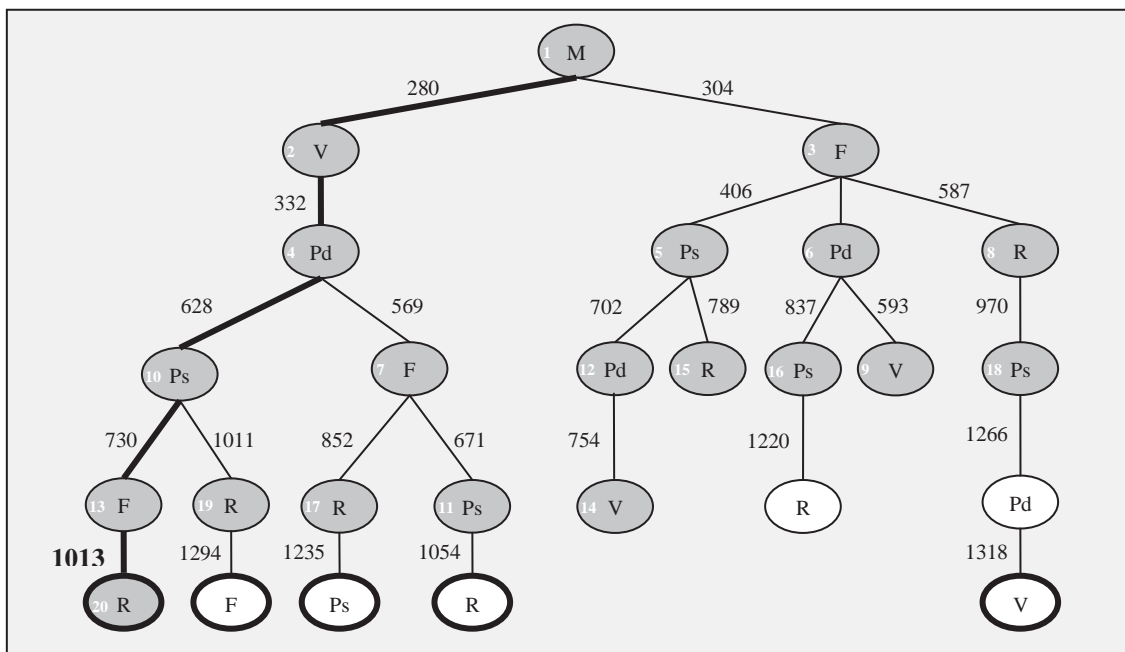 1 M
280 304
2 V 3 F
332 406 587
4 Pd 5 Ps 6 Pd 8 R
628 569 702 789 837 593 970
10 Ps 7 F 12 Pd 15 R 16 Ps 9 V 18 Ps
730 1011 852 671 754 1220 1266
13 F 19 R 17 R 11 Ps 14 V R Pd
1013 1294 1235 1054 1318
20 R F Ps R V